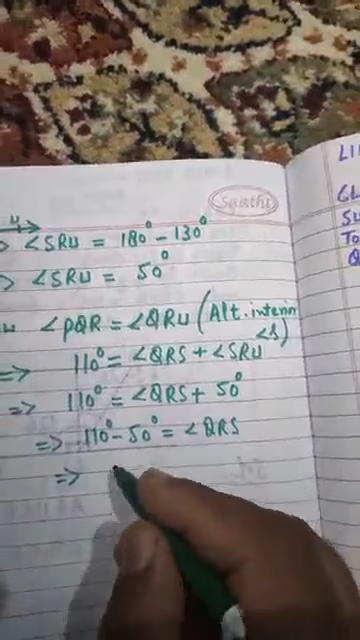 Saathi
∠SRU = 180° - 130°
⇒ ∠SRU = 50°
∠PQR = ∠QRU (Alt. interior ∠s)
⇒ 110° = ∠QRS + ∠SRU
⇒ 110° = ∠QRS + 50°
⇒ 110° - 50° = ∠QRS
⇒